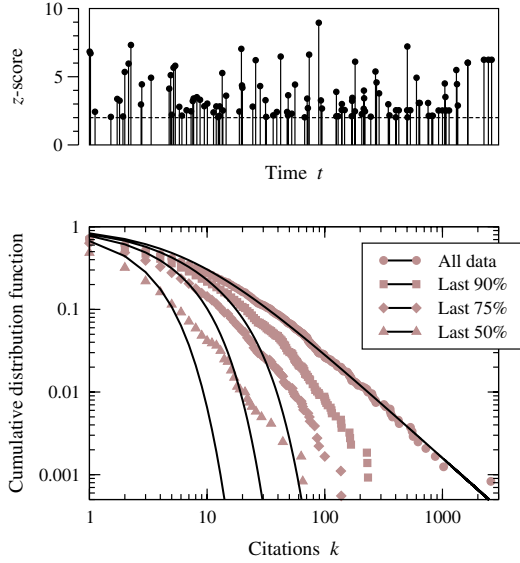 10
5
0
z-score
Time t
1
0.1
0.01
0.001
Cumulative distribution function
All data
Last 90%
Last 75%
Last 50%
1 10 100 1000
Citations k